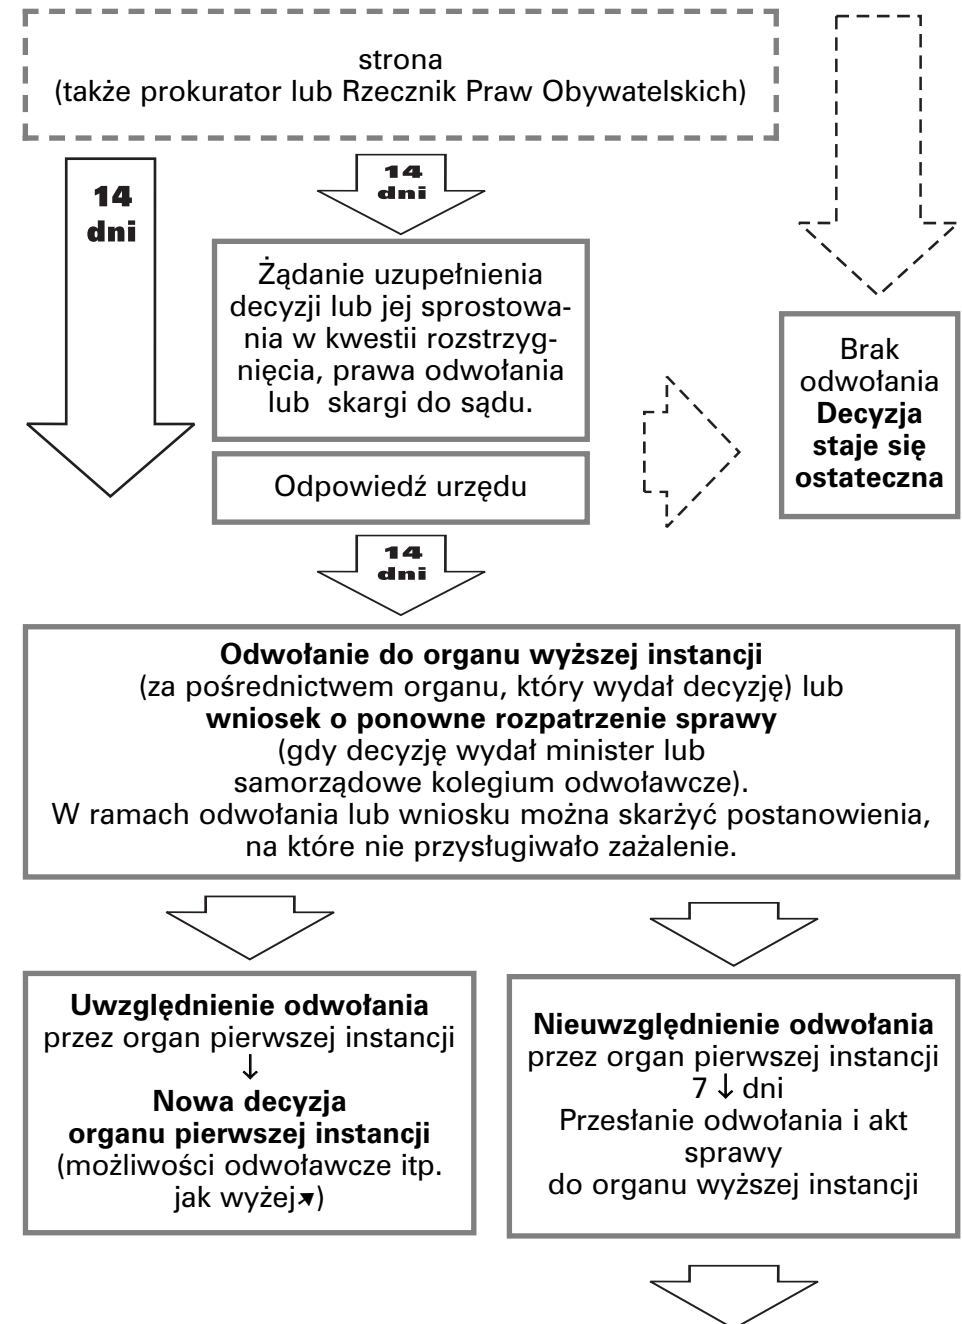 strona
(także prokurator lub Rzecznik Praw Obywatelskich)
14
dni
14
dni
Żądanie uzupełnienia
decyzji lub jej sprostowa-
nia w kwestii rozstrzyg-
nięcia, prawa odwołania
lub skargi do sądu.
Odpowiedź urzędu
Brak
odwołania
Decyzja
staje się
ostateczna
14
dni
Odwołanie do organu wyższej instancji
(za pośrednictwem organu, który wydał decyzję) lub
wniosek o ponowne rozpatrzenie sprawy
(gdy decyzję wydał minister lub
samorządowe kolegium odwoławcze).
W ramach odwołania lub wniosku można skarżyć postanowienia,
na które nie przysługiwało zażalenie.
Uwzględnienie odwołania
przez organ pierwszej instancji
↓
Nowa decyzja
organu pierwszej instancji
(możliwości odwoławcze itp.
jak wyżej↗)
Nieuwzględnienie odwołania
przez organ pierwszej instancji
7 ↓ dni
Przesłanie odwołania i akt
sprawy
do organu wyższej instancji